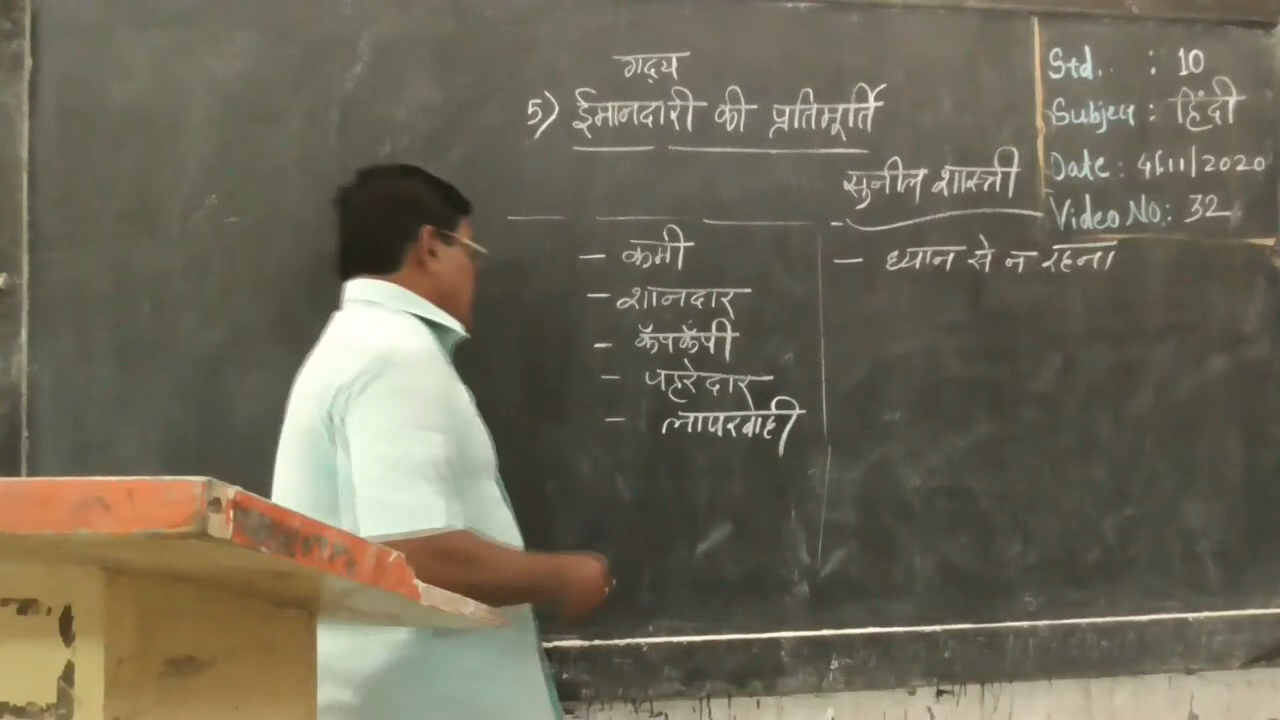 गद्य
5) ईमानदारी की प्रतिमूर्ति
सुनील शास्त्री
Std. : 10
Subject : हिंदी
Date : 4/11/2020
Video No: 32
- कमी
- शानदार
- कँपकँपी
- पहरेदार
- लापरवाही
- ध्यान से न रहना